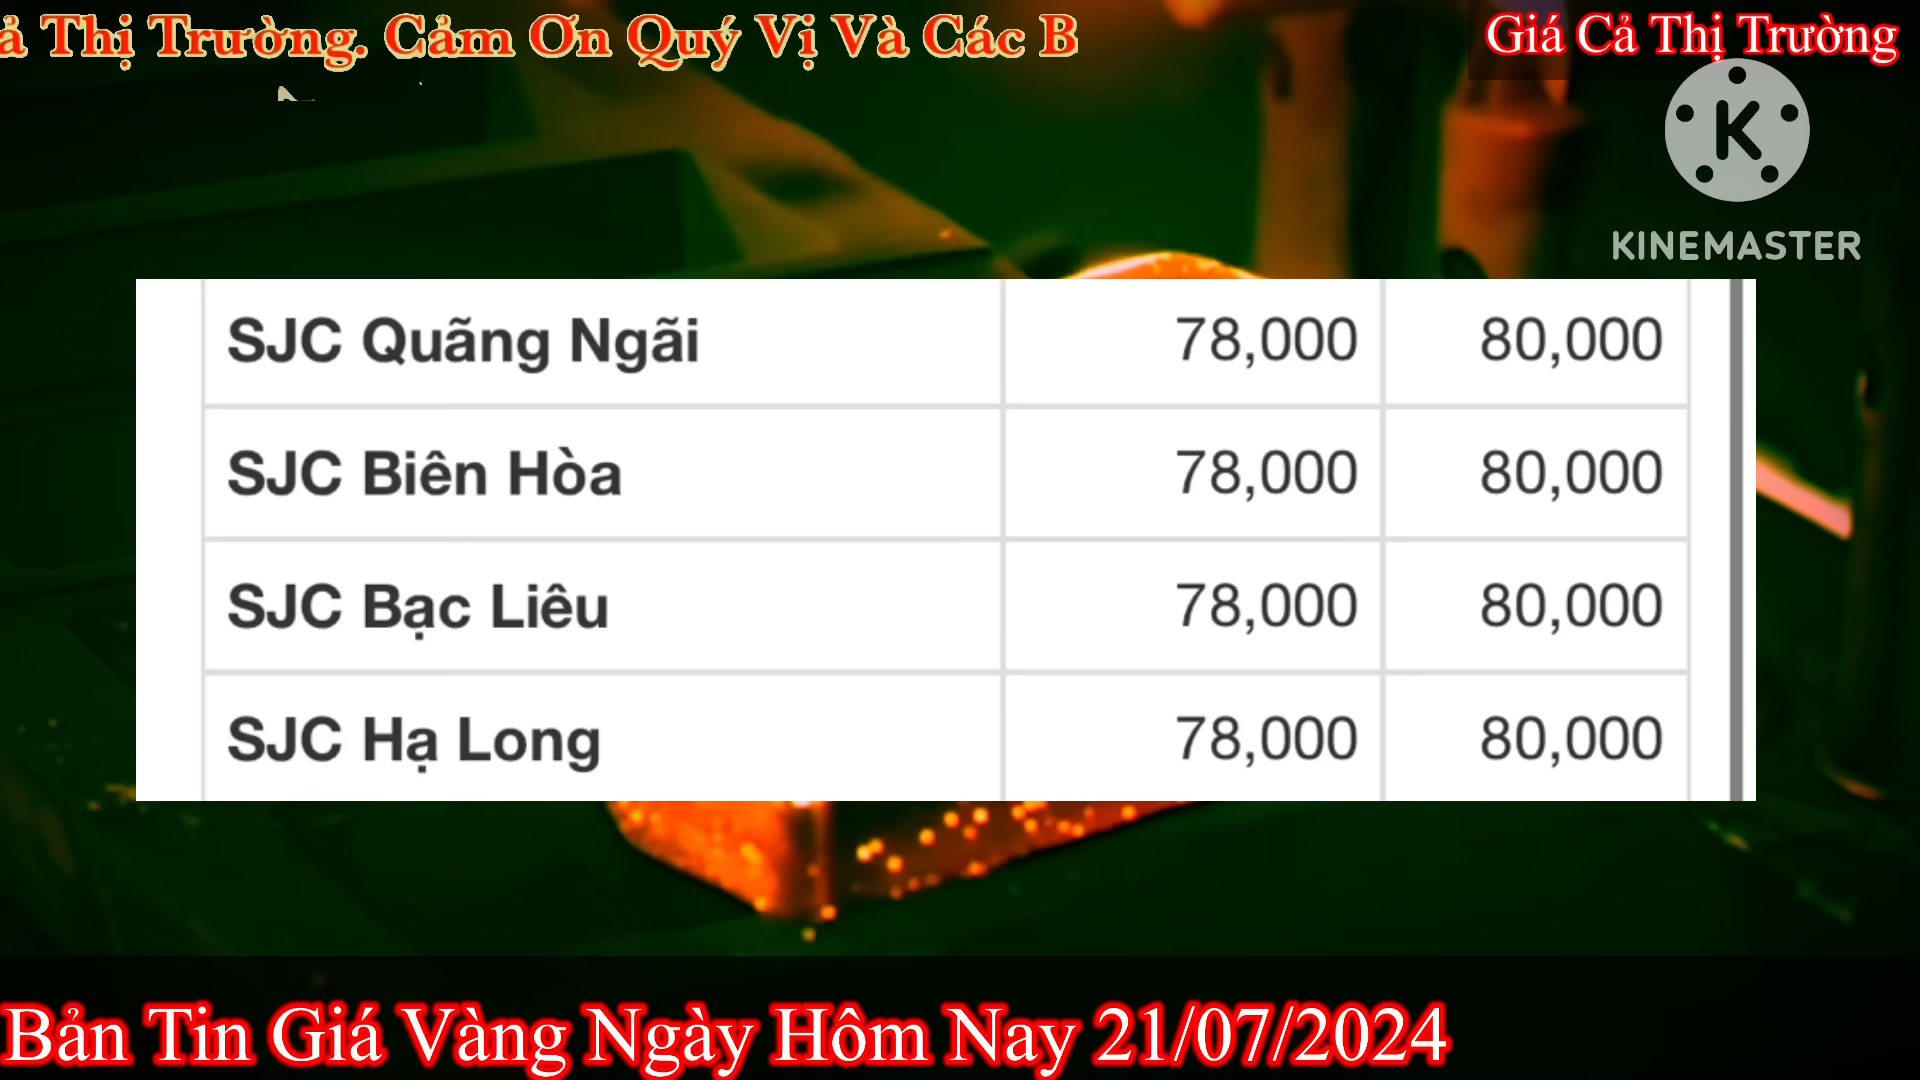 ả Thị Trường. Cảm Ơn Quý Vị Và Các B
Giá Cả Thị Trường
K
KINEMASTER
SJC Quãng Ngãi 78,000 80,000
SJC Biên Hòa 78,000 80,000
SJC Bạc Liêu 78,000 80,000
SJC Hạ Long 78,000 80,000
Bản Tin Giá Vàng Ngày Hôm Nay 21/07/2024